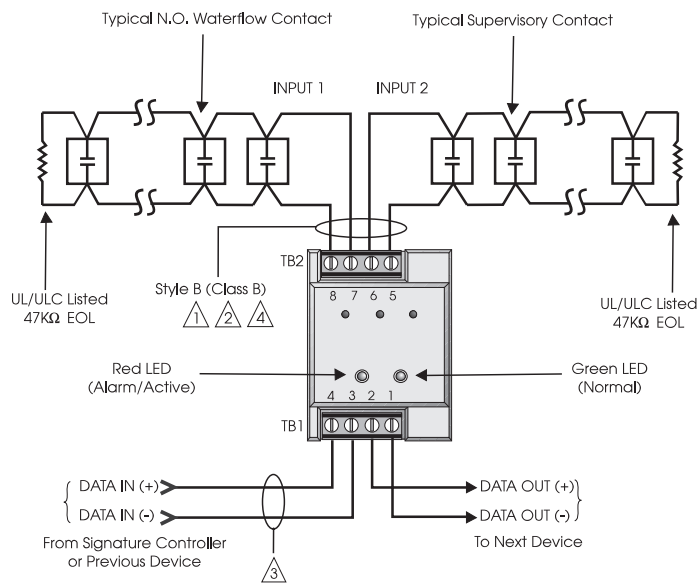 Typical N.O. Waterflow Contact
Typical Supervisory Contact
INPUT 1
INPUT 2
TB2
8 7 6 5
Style B (Class B)
1 2 4
UL/ULC Listed
47KΩ EOL
UL/ULC Listed
47KΩ EOL
Red LED
(Alarm/Active)
Green LED
(Normal)
4 3 2 1
TB1
DATA IN (+)
DATA IN (-)
From Signature Controller
or Previous Device
3
DATA OUT (+)
DATA OUT (-)
To Next Device